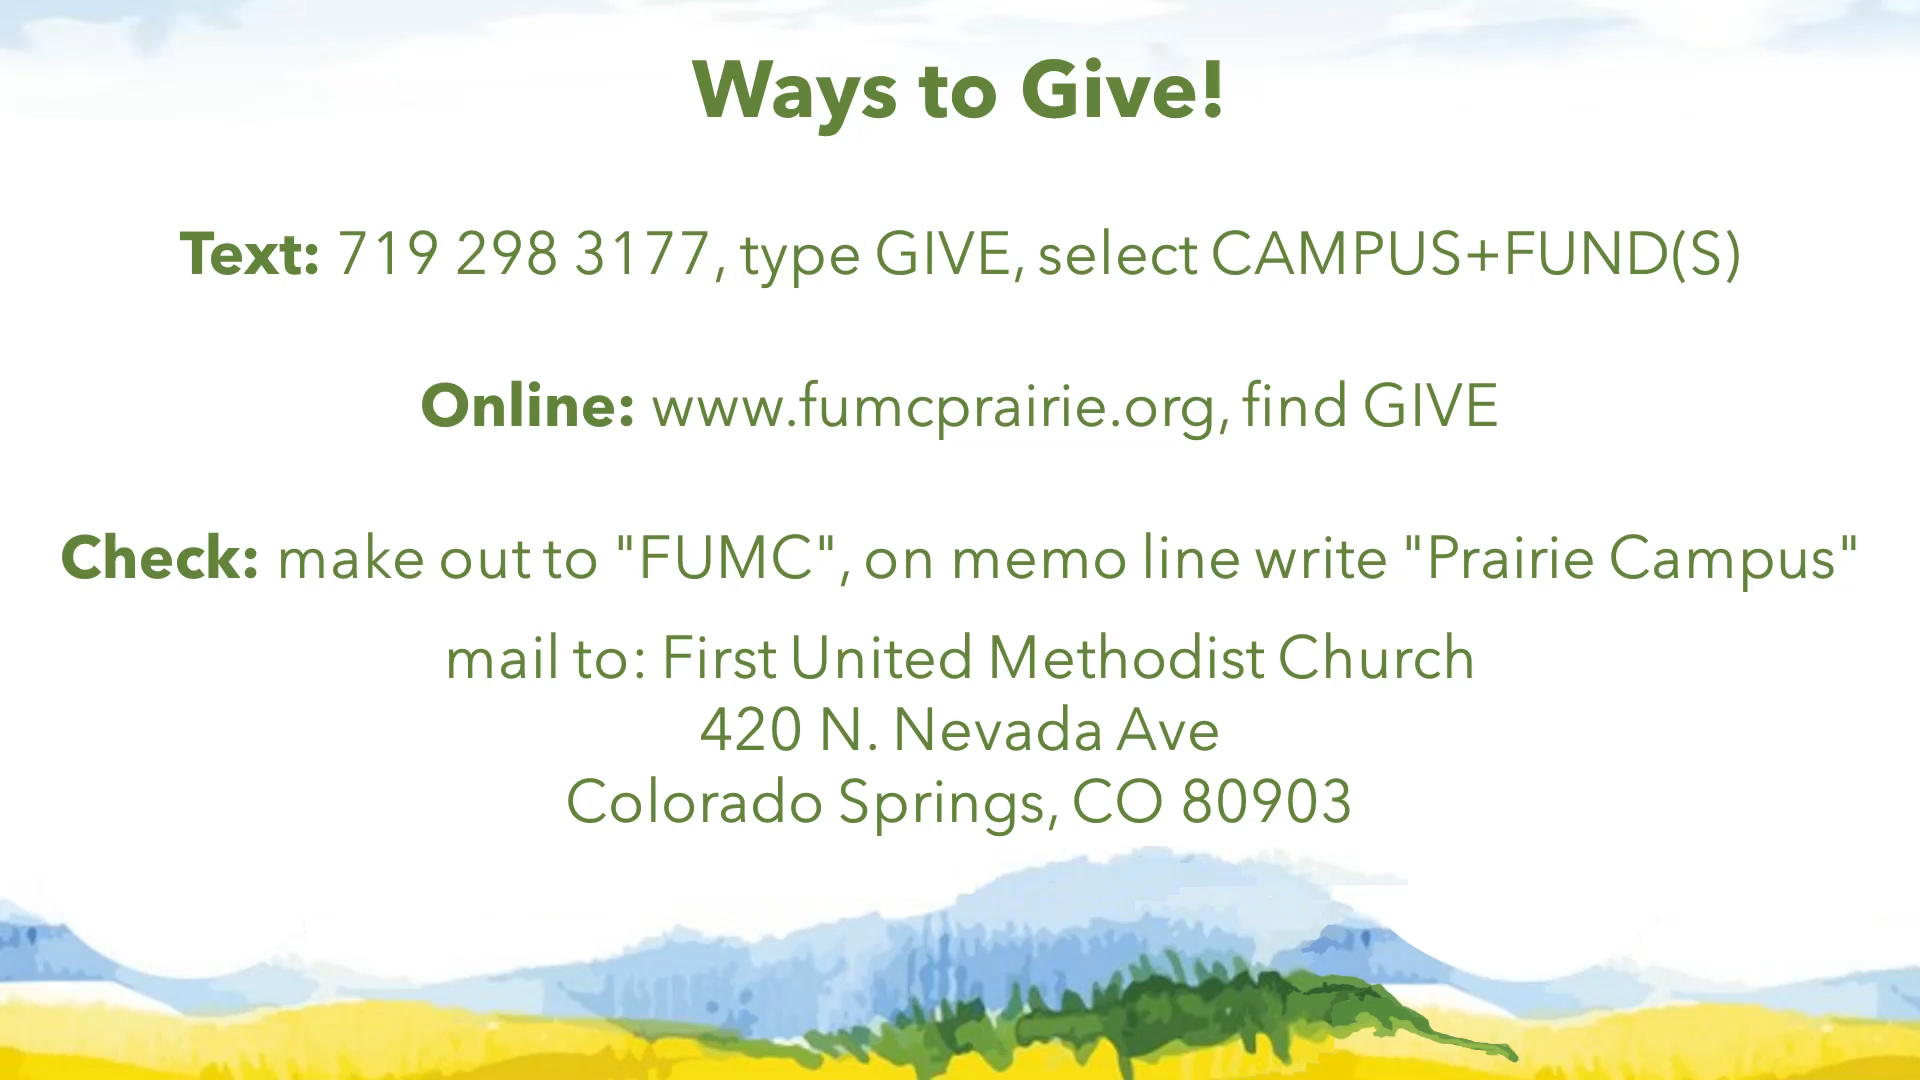 Ways to Give!
Text: 719 298 3177, type GIVE, select CAMPUS+FUND(S)
Online: www.fumcprairie.org, find GIVE
Check: make out to "FUMC", on memo line write "Prairie Campus"
mail to: First United Methodist Church
420 N. Nevada Ave
Colorado Springs, CO 80903